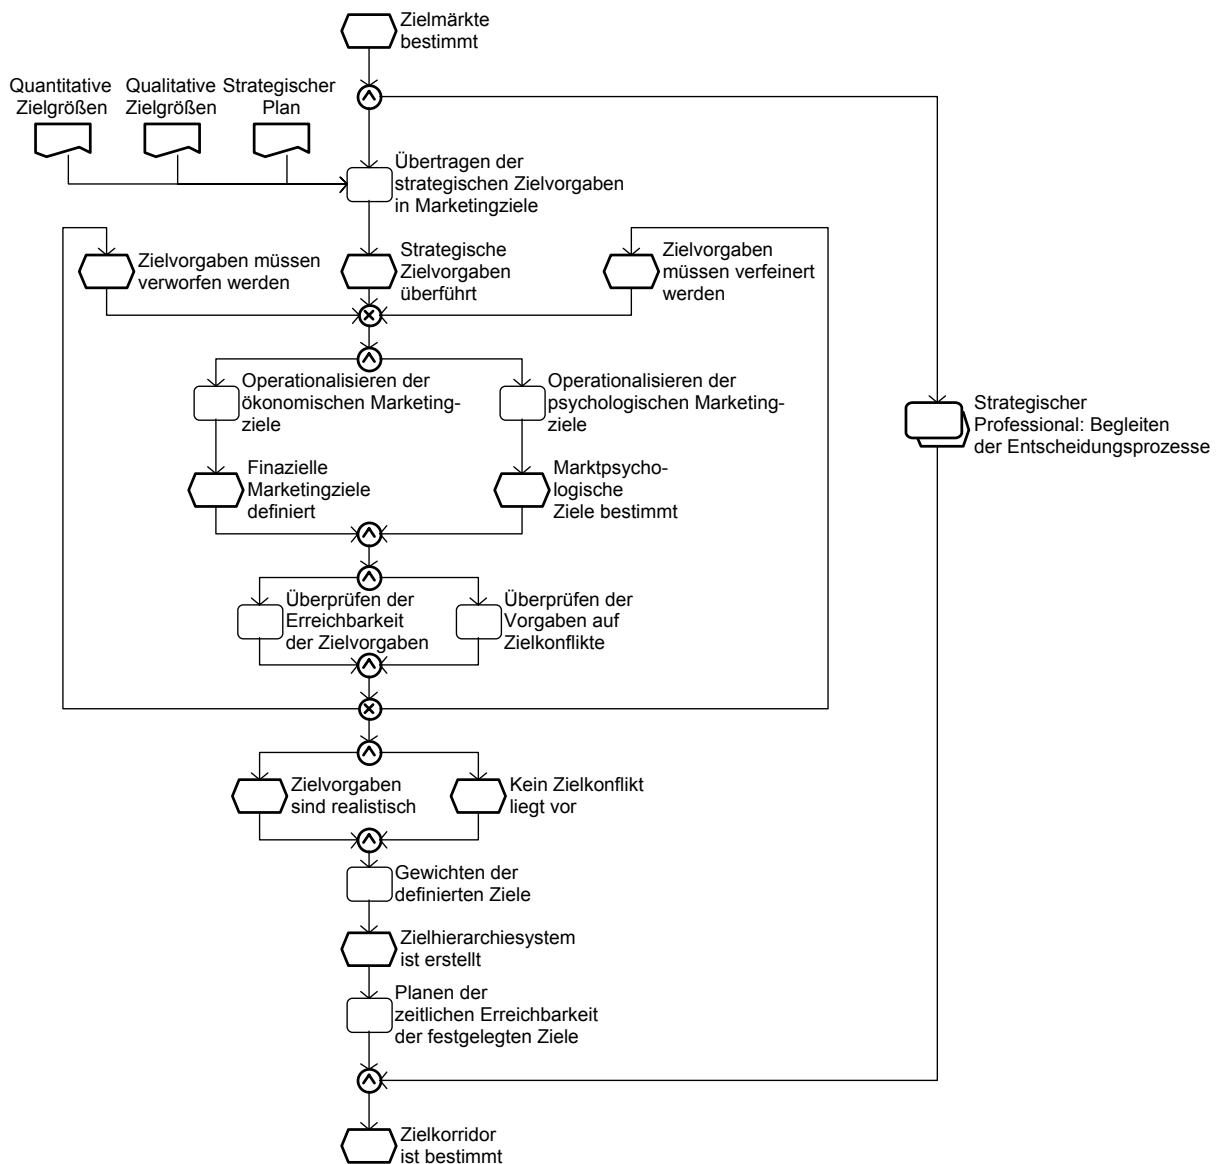 Zielmärkte
bestimmt
Quantitative
Zielgrößen
Qualitative
Zielgrößen
Strategischer
Plan
Übertragen der
strategischen Zielvorgaben
in Marketingziele
Zielvorgaben müssen
verworfen werden
Strategische
Zielvorgaben
überführt
Zielvorgaben
müssen verfeinert
werden
Operationalisieren der
ökonomischen Marketing-
ziele
Operationalisieren der
psychologischen Marketing-
ziele
Strategischer
Professional: Begleiten
der Entscheidungsprozesse
Finazielle
Marketingziele
definiert
Marktpsycho-
logische
Ziele bestimmt
Überprüfen der
Erreichbarkeit
der Zielvorgaben
Überprüfen der
Vorgaben auf
Zielkonflikte
Zielvorgaben
sind realistisch
Kein Zielkonflikt
liegt vor
Gewichten der
definierten Ziele
Zielhierarchiesystem
ist erstellt
Planen der
zeitlichen Erreichbarkeit
der festgelegten Ziele
Zielkorridor
ist bestimmt